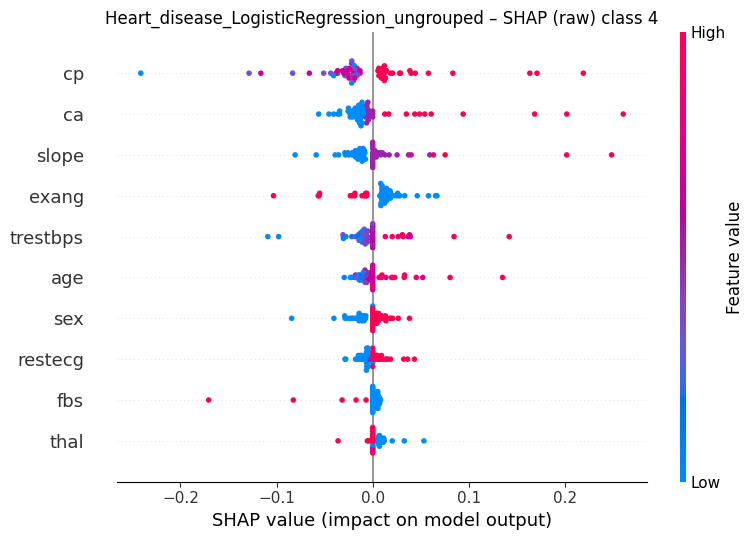 Heart_disease_LogisticRegression_ungrouped – SHAP (raw) class 4
High
cp
ca
slope
exang
trestbps
age
sex
restecg
fbs
thal
Feature value
Low
−0.2 −0.1 0.0 0.1 0.2
SHAP value (impact on model output)